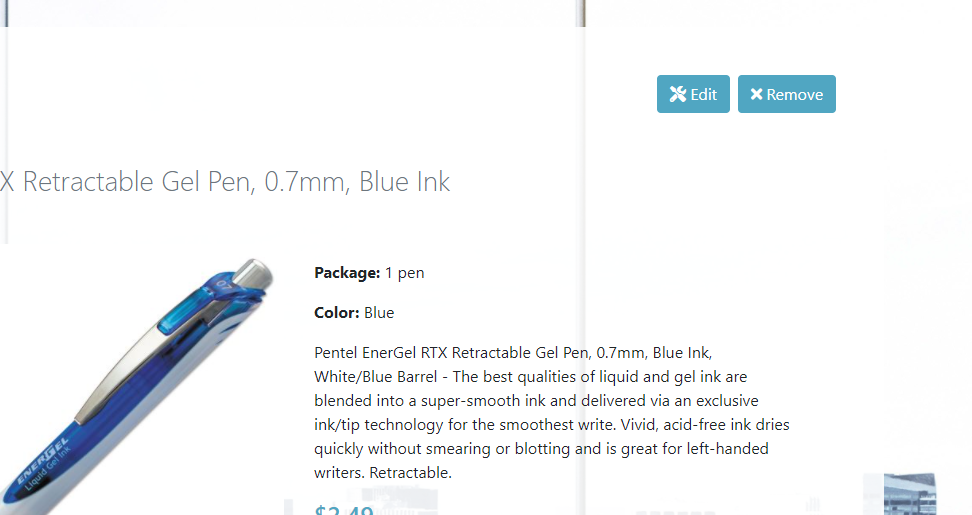 Edit Remove
X Retractable Gel Pen, 0.7mm, Blue Ink
07
Package: 1 pen
Color: Blue
Pentel EnerGel RTX Retractable Gel Pen, 0.7mm, Blue Ink,
White/Blue Barrel - The best qualities of liquid and gel ink are
blended into a super-smooth ink and delivered via an exclusive
ink/tip technology for the smoothest write. Vivid, acid-free ink dries
quickly without smearing or blotting and is great for left-handed
writers. Retractable.
ENERGEL
Liquid Gel Ink
$2.49